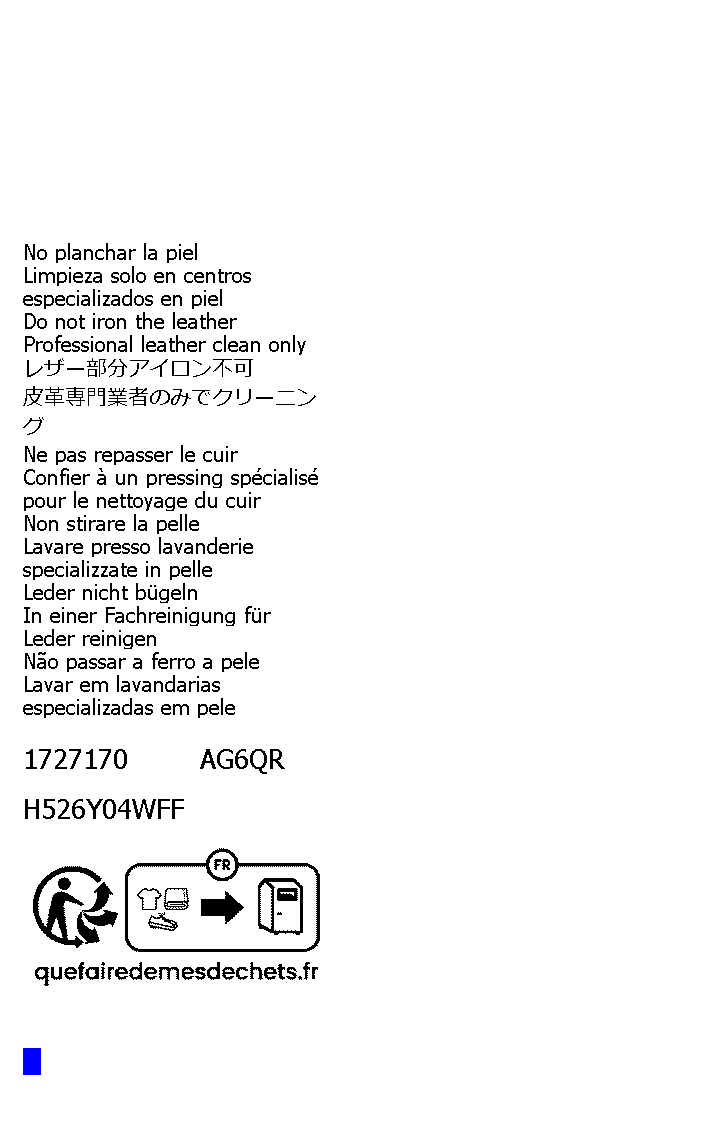 No planchar la piel
Limpieza solo en centros
especializados en piel
Do not iron the leather
Professional leather clean only
レザー部分アイロン不可
皮革専門業者のみでクリーニン
グ
Ne pas repasser le cuir
Confier à un pressing spécialisé
pour le nettoyage du cuir
Non stirare la pelle
Lavare presso lavanderie
specializzate in pelle
Leder nicht bügeln
In einer Fachreinigung für
Leder reinigen
Não passar a ferro a pele
Lavar em lavandarias
especializadas em pele
1727170 AG6QR
H526Y04WFF
FR
quefairedemesdechets.fr